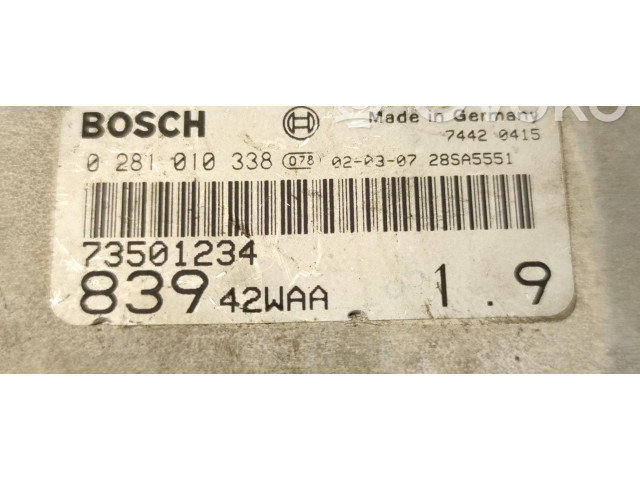 BOSCH Made in Germany
7442 0415
0 281 010 338 078 02-03-07 28SA5551
73501234
839 42WAA 1.9